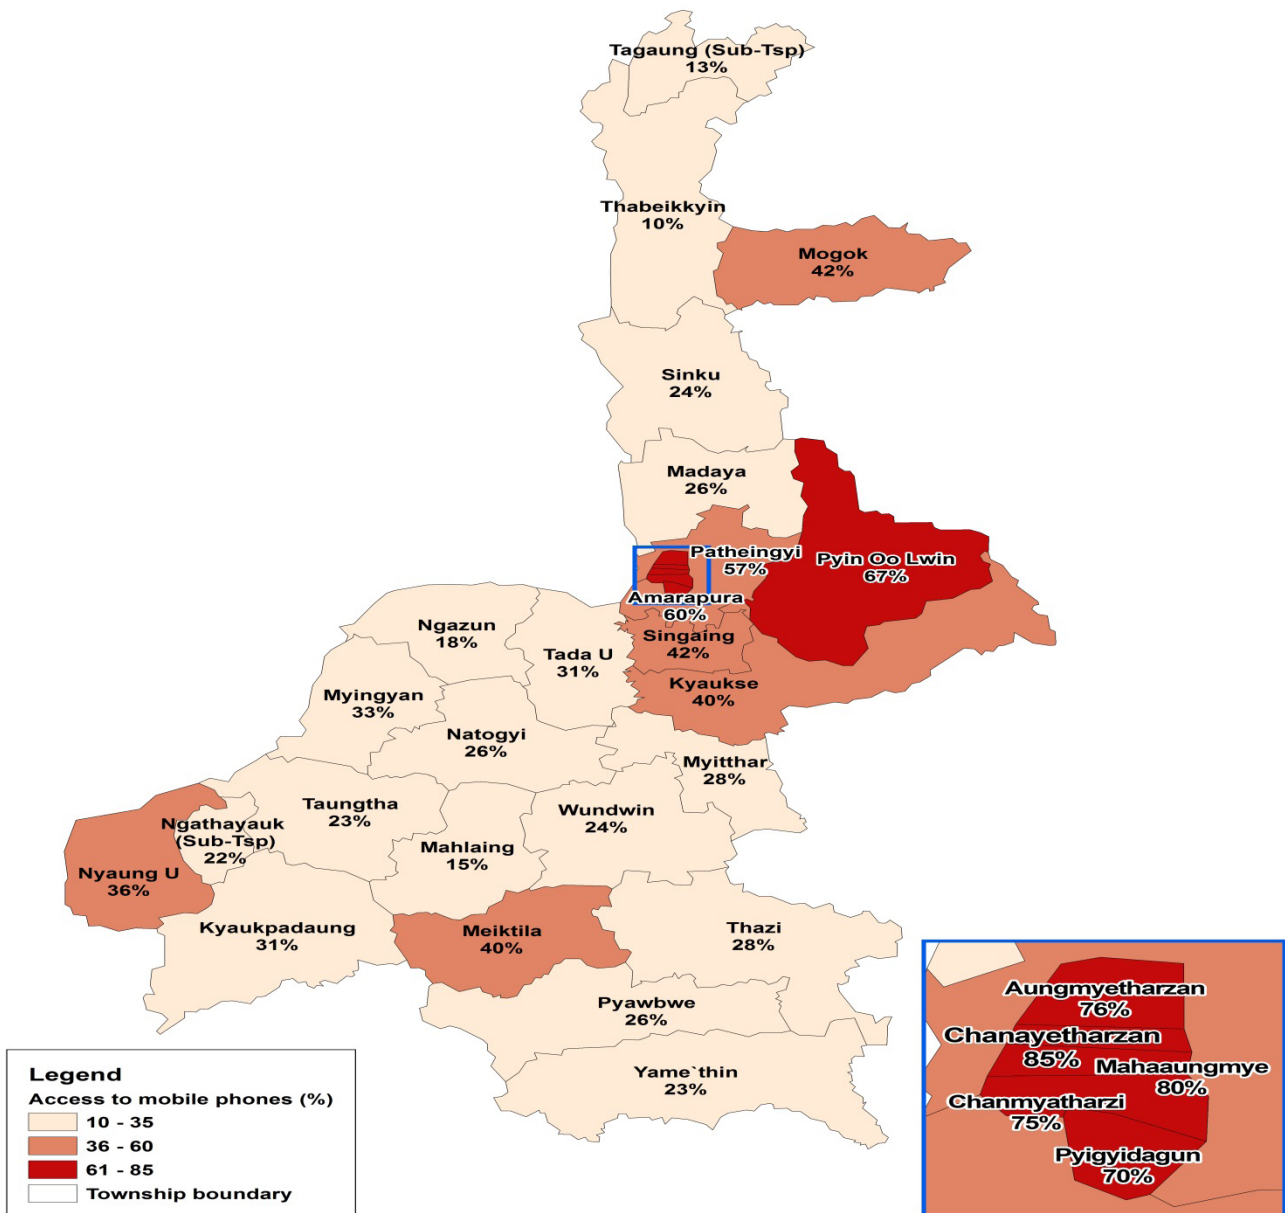 Tagaung (Sub-Tsp)
13%
Thabeikkyin
10%
Mogok
42%
Sinku
24%
Madaya
26%
Patheingyi
57%
Pyin Oo Lwin
67%
Amarapura
60%
Singaing
42%
Kyaukse
40%
Ngazun
18%
Tada U
31%
Myingyan
33%
Natogyi
26%
Myitthar
28%
Taungtha
23%
Wundwin
24%
Ngathayauk
(Sub-Tsp)
22%
Mahlaing
15%
Nyaung U
36%
Kyaukpadaung
31%
Meiktila
40%
Thazi
28%
Pyawbwe
26%
Yame`thin
23%
Aungmyetharzan
76%
Chanayetharzan
85%
Mahaaungmye
80%
Chanmyatharzi
75%
Pyigyidagun
70%
Legend
Access to mobile phones (%)
10 - 35
36 - 60
61 - 85
Township boundary